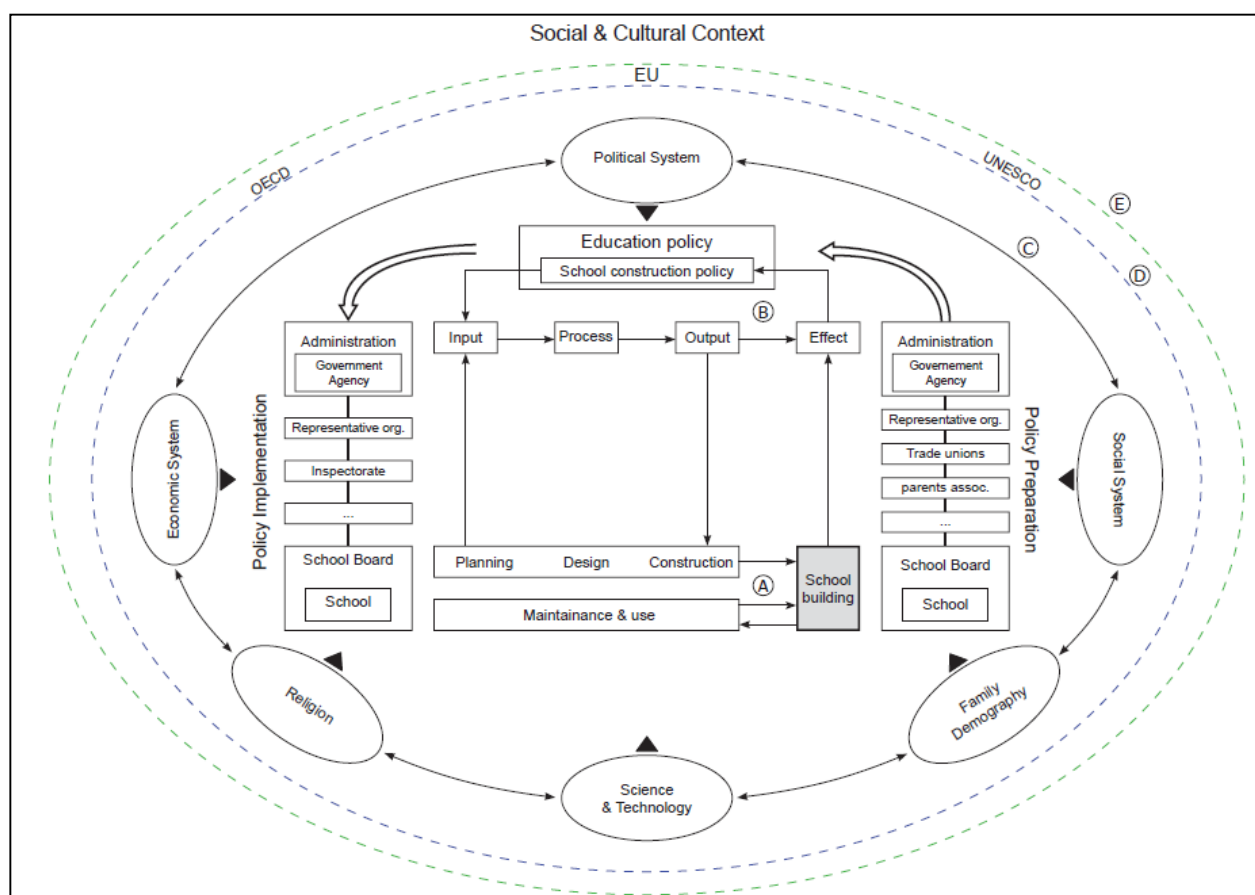 Social & Cultural Context
EU
OECD
UNESCO
Political System
Ⓔ
Ⓒ
Ⓓ
Education policy
School construction policy
Ⓑ
Input
Process
Output
Effect
Administration
Government
Agency
Representative org.
Inspectorate
...
School Board
School
Policy Implementation
Economic System
Administration
Governement
Agency
Representative org.
Trade unions
parents assoc.
...
School Board
School
Policy Preparation
Social System
Planning
Design
Construction
Ⓐ
School
building
Maintainance & use
Religion
Family
Demography
Science
& Technology